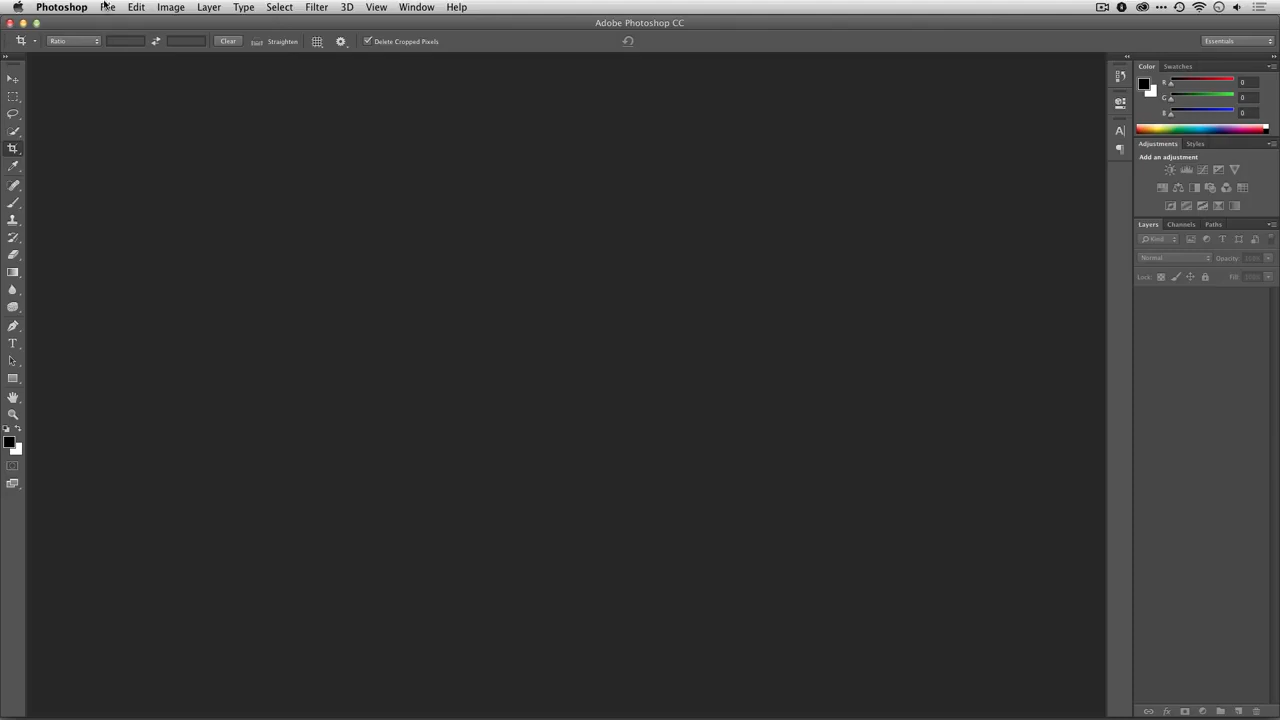 Photoshop File Edit Image Layer Type Select Filter 3D View Window Help
Adobe Photoshop CC
Ratio Clear Straighten Delete Cropped Pixels Essentials
Color Swatches
R 0
G 0
B 0
Adjustments Styles
Add an adjustment
Layers Channels Paths
Kind
Normal Opacity:
Lock: Fill: